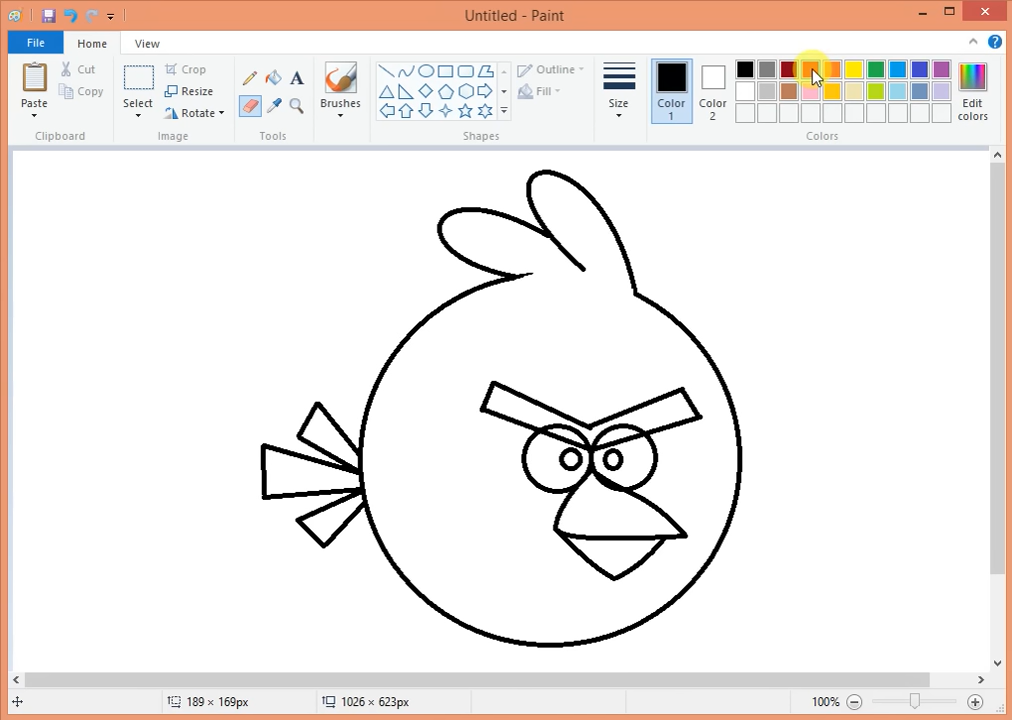 Untitled - Paint
File Home View
Paste
Cut
Copy
Clipboard
Select
Crop
Resize
Rotate
Image
A
Tools
Brushes
Outline
Fill
Shapes
Size
Color 1
Color 2
Colors
Edit colors
189 × 169px 1026 × 623px 100%